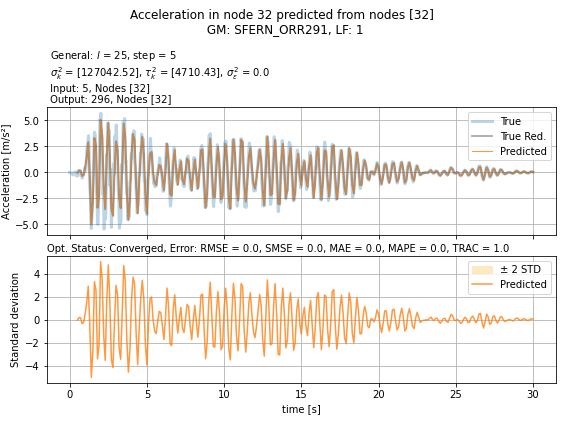 Acceleration in node 32 predicted from nodes [32]
GM: SFERN_ORR291, LF: 1
General: l = 25, step = 5
σ²ₖ = [127042.52], τ²ₖ = [4710.43], σ²ₑ = 0.0
Input: 5, Nodes [32]
Output: 296, Nodes [32]
Acceleration [m/s²]
5.0
2.5
0.0
−2.5
−5.0
True
True Red.
Predicted
Opt. Status: Converged, Error: RMSE = 0.0, SMSE = 0.0, MAE = 0.0, MAPE = 0.0, TRAC = 1.0
Standard deviation
4
2
0
−2
−4
± 2 STD
Predicted
0 5 10 15 20 25 30
time [s]